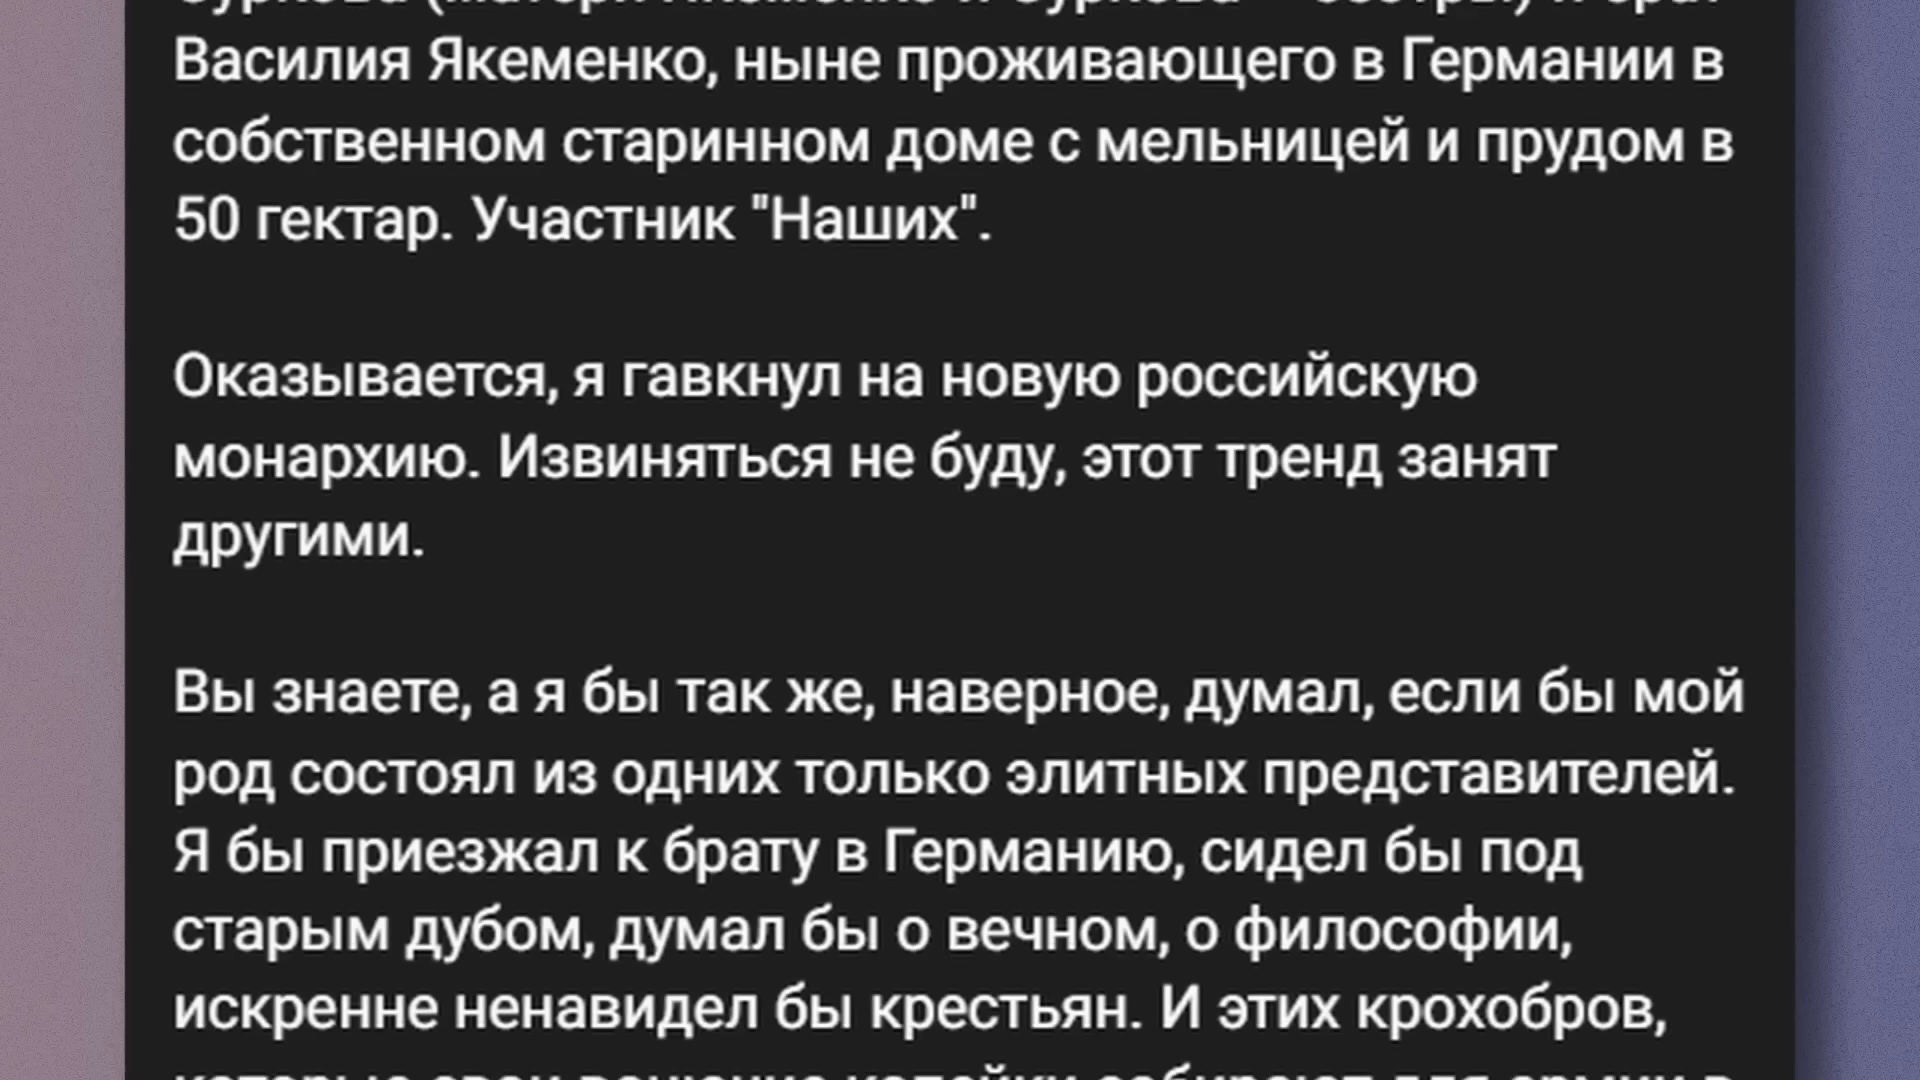 Василия Якеменко, ныне проживающего в Германии в
собственном старинном доме с мельницей и прудом в
50 гектар. Участник "Наших".
Оказывается, я гавкнул на новую российскую
монархию. Извиняться не буду, этот тренд занят
другими.
Вы знаете, а я бы так же, наверное, думал, если бы мой
род состоял из одних только элитных представителей.
Я бы приезжал к брату в Германию, сидел бы под
старым дубом, думал бы о вечном, о философии,
искренне ненавидел бы крестьян. И этих крохобров,